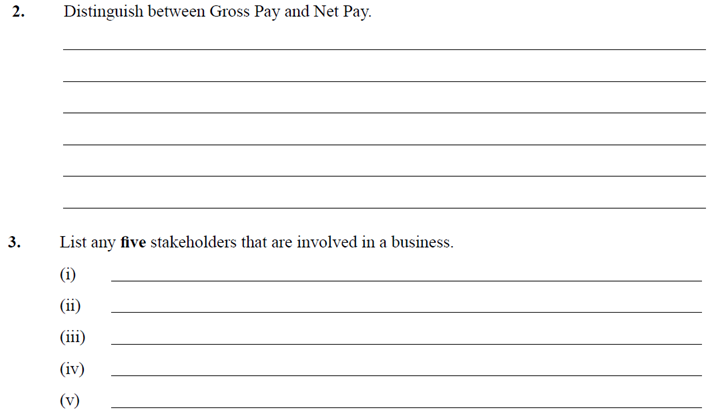 2. Distinguish between Gross Pay and Net Pay.
3. List any five stakeholders that are involved in a business.
(i)
(ii)
(iii)
(iv)
(v)